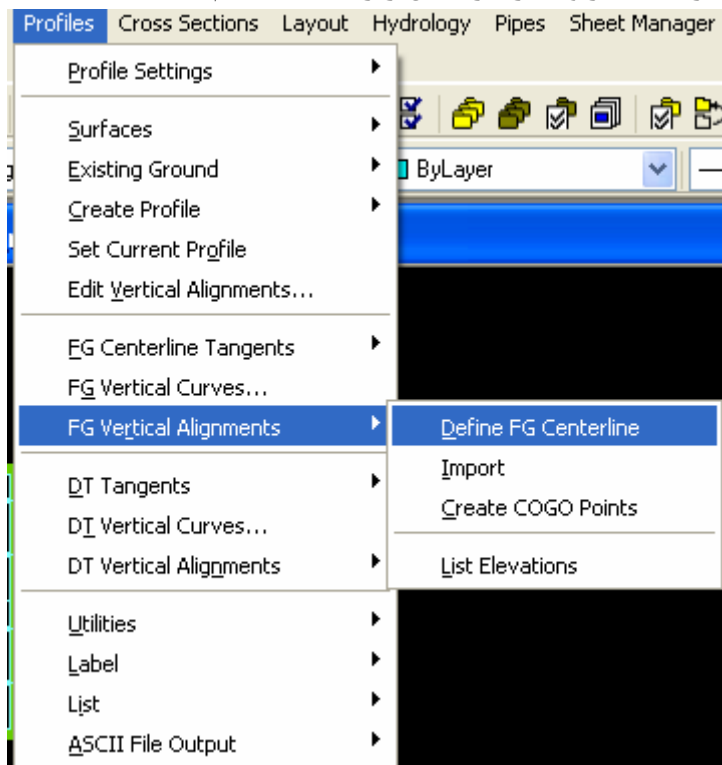 Profiles Cross Sections Layout Hydrology Pipes Sheet Manager
Profile Settings
Surfaces
Existing Ground
ByLayer
Create Profile
Set Current Profile
Edit Vertical Alignments...
FG Centerline Tangents
FG Vertical Curves...
FG Vertical Alignments
Define FG Centerline
Import
Create COGO Points
List Elevations
DT Tangents
DT Vertical Curves...
DT Vertical Alignments
Utilities
Label
List
ASCII File Output